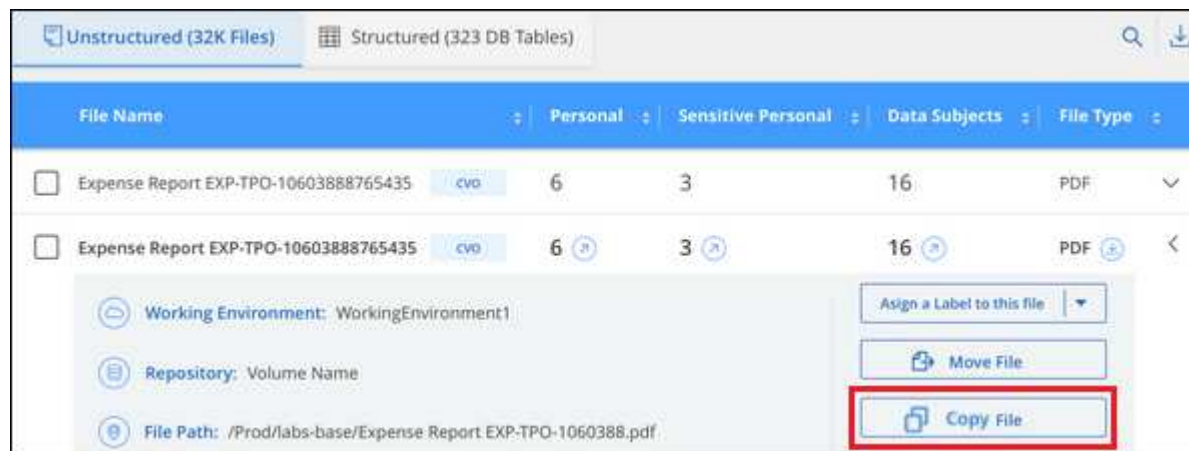 Unstructured (32K Files) Structured (323 DB Tables)
File Name Personal Sensitive Personal Data Subjects File Type
Expense Report EXP-TPO-10603888765435 CVO 6 3 16 PDF
Expense Report EXP-TPO-10603888765435 CVO 6 3 16 PDF
Working Environment: WorkingEnvironment1 Asign a Label to this file
Move File
Repository: Volume Name
Copy File
File Path: /Prod/labs-base/Expense Report EXP-TPO-1060388.pdf